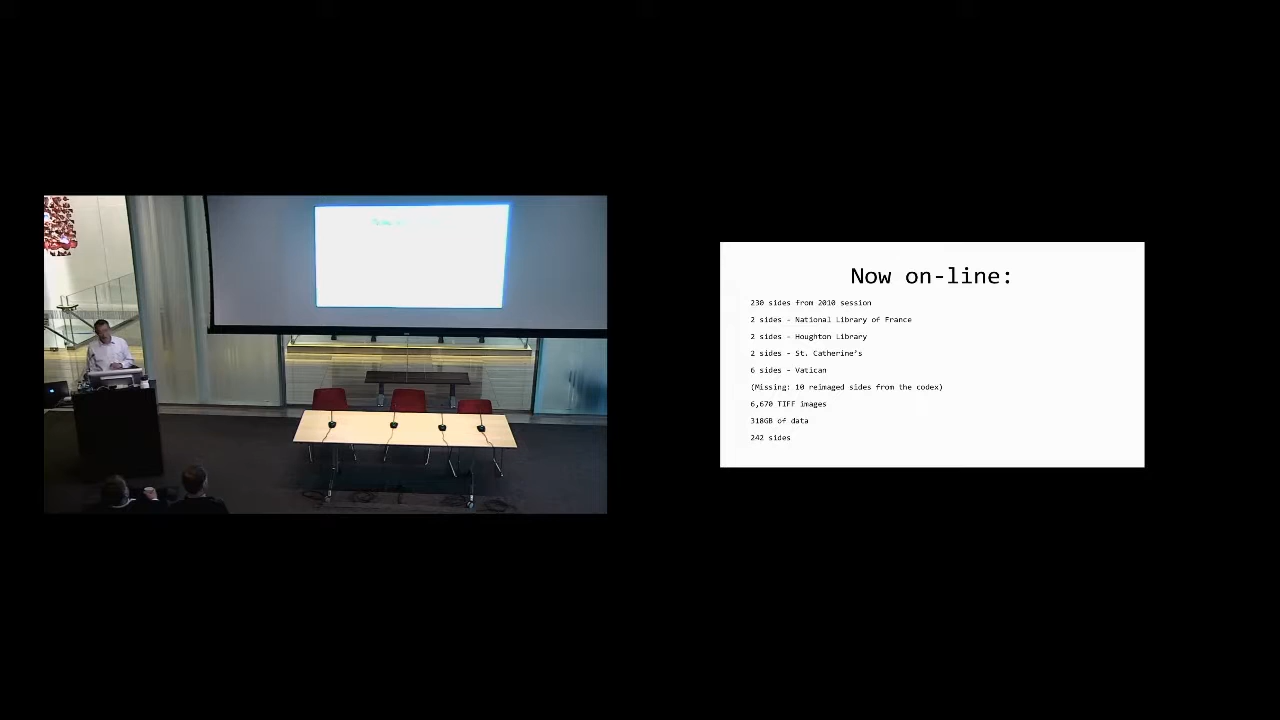 Now on-line:
230 sides from 2010 session
2 sides - National Library of France
2 sides - Houghton Library
2 sides - St. Catherine's
6 sides - Vatican
(Missing: 10 reimaged sides from the codex)
6,670 TIFF images
310GB of data
242 sides